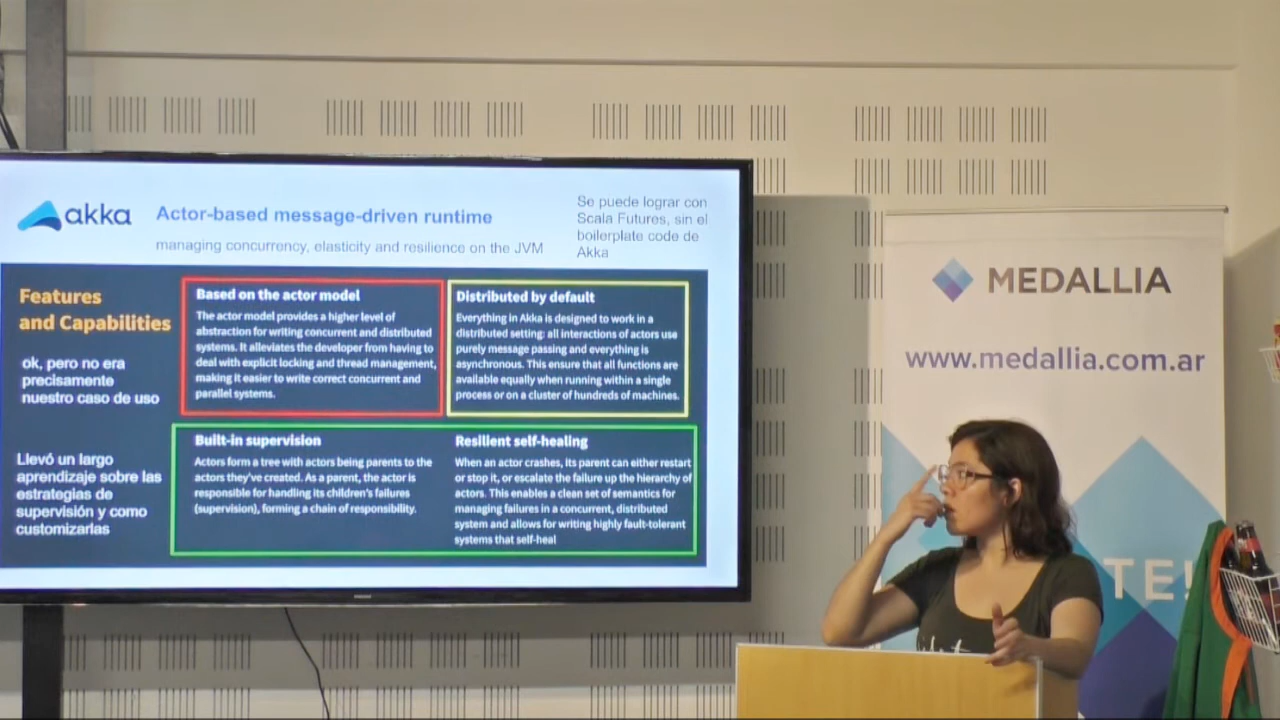 akka
Actor-based message-driven runtime
managing concurrency, elasticity and resilience on the JVM
Se puede lograr con
Scala Futures, sin el
boilerplate code de
Akka
Features
and Capabilities
ok, pero no era
precisamente
nuestro caso de uso
Based on the actor model
The actor model provides a higher level of
abstraction for writing concurrent and distributed
systems. It alleviates the developer from having to
deal with explicit locking and thread management,
making it easier to write correct concurrent and
parallel systems.
Distributed by default
Everything in Akka is designed to work in a
distributed setting: all interactions of actors use
purely message passing and everything is
asynchronous. This ensure that all functions are
available equally when running within a single
process or on a cluster of hundreds of machines.
Llevó un largo
aprendizaje sobre las
estrategias de
supervisión y como
customizarlas
Built-in supervision
Actors form a tree with actors being parents to the
actors they've created. As a parent, the actor is
responsible for handling its children's failures
(supervision), forming a chain of responsibility.
Resilient self-healing
When an actor crashes, its parent can either restart
or stop it, or escalate the failure up the hierarchy of
actors. This enables a clean set of semantics for
managing failures in a concurrent, distributed
system and allows for writing highly fault-tolerant
systems that self-heal
MEDALLIA
www.medallia.com.ar
TE!